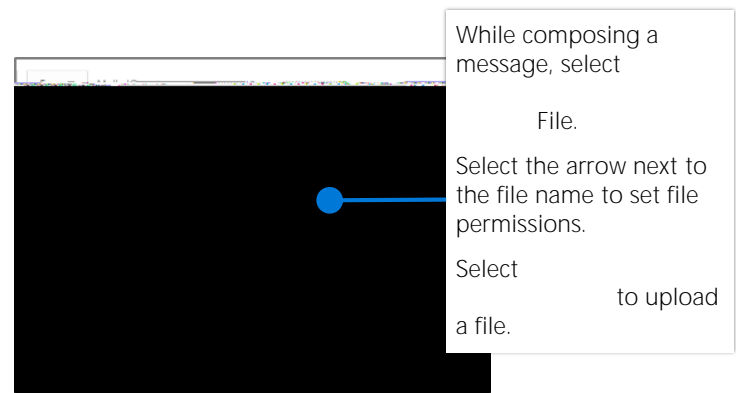 While composing a
message, select
File.
Select the arrow next to
the file name to set file
permissions.
Select
to upload
a file.